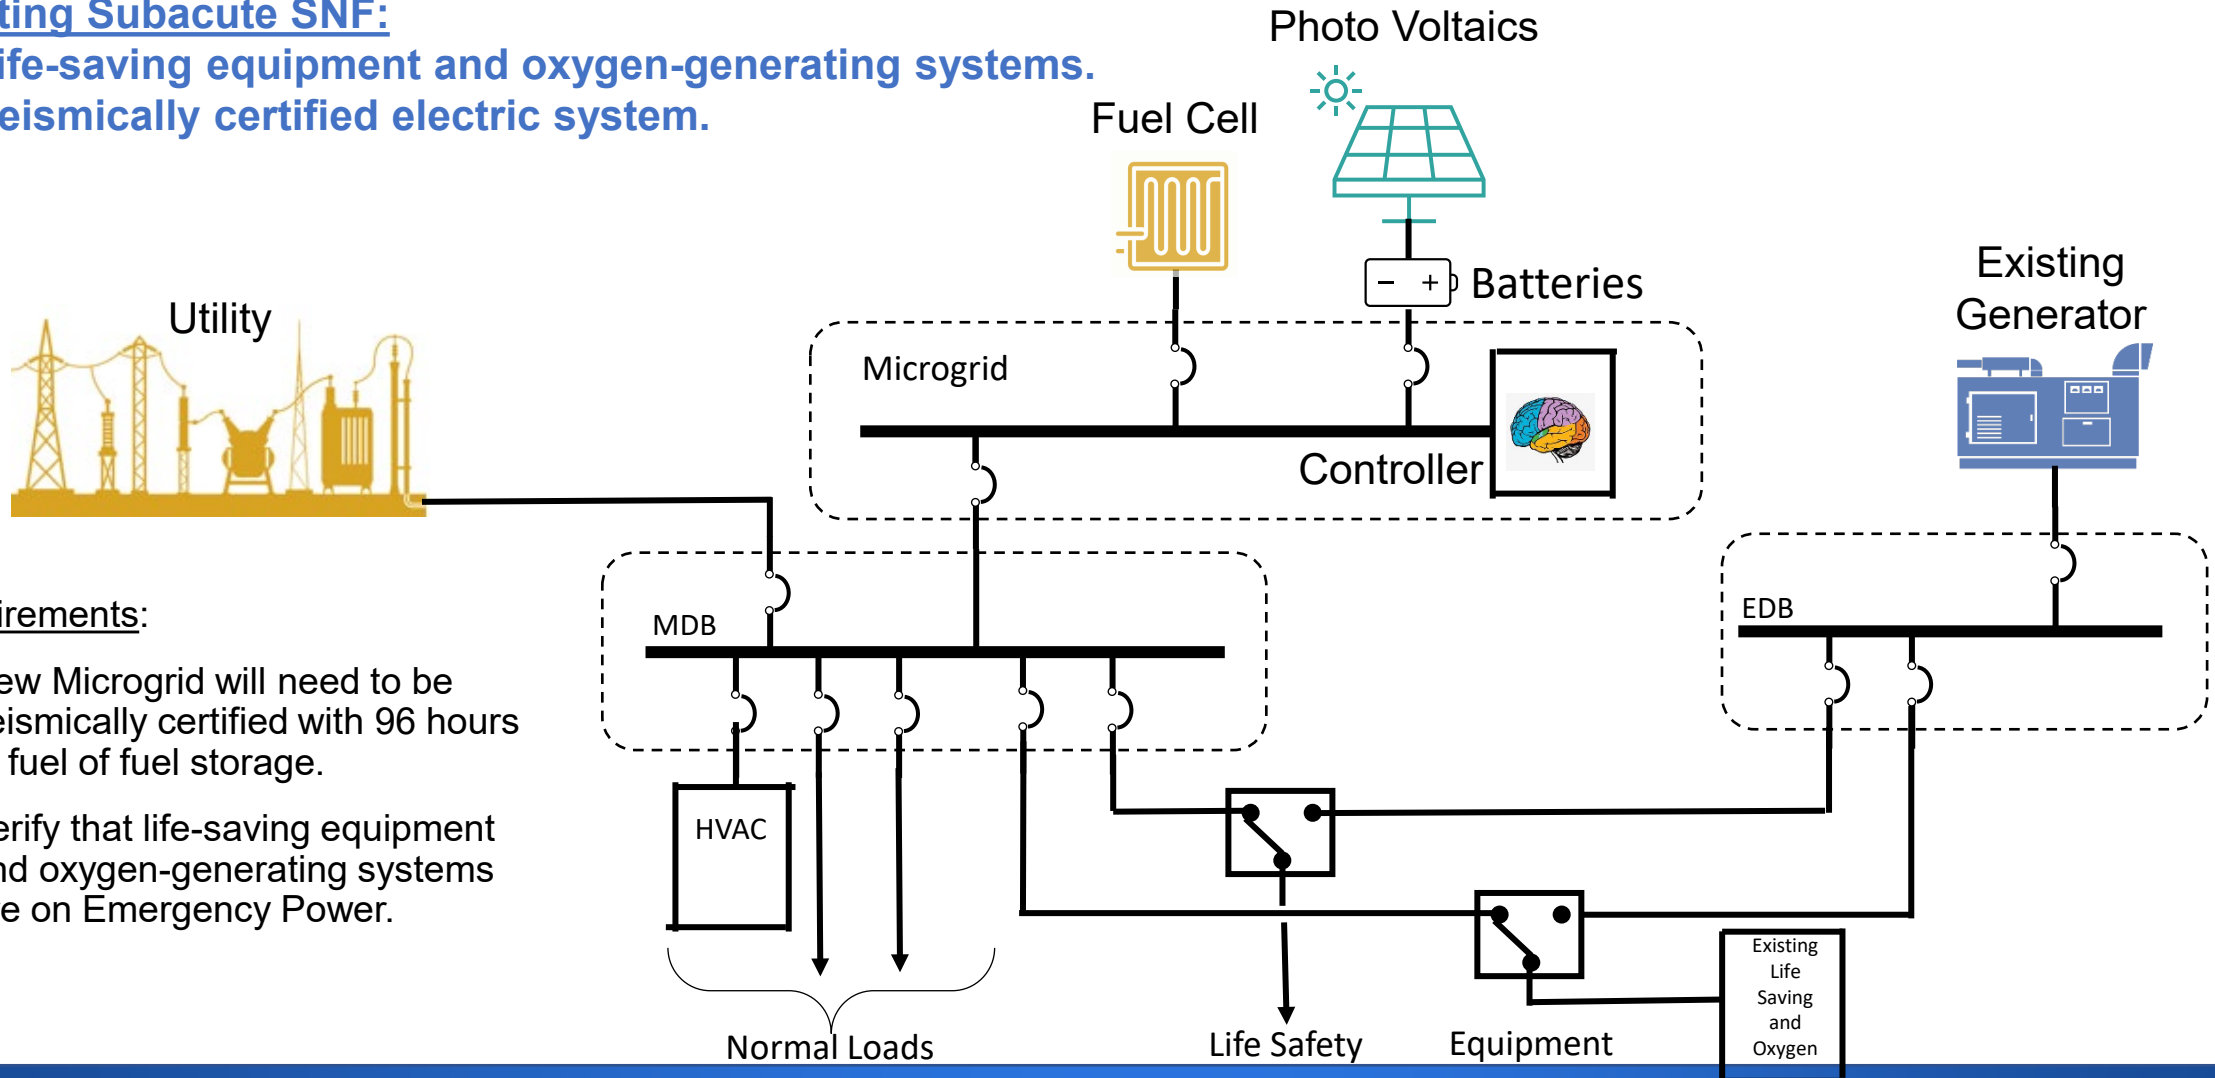 ting Subacute SNF:
ife-saving equipment and oxygen-generating systems.
eismically certified electric system.
Photo Voltaics
Fuel Cell
Batteries
Existing
Generator
Utility
Microgrid
Controller
MDB
EDB
irements:
ew Microgrid will need to be
eismically certified with 96 hours
fuel of fuel storage.
erify that life-saving equipment
nd oxygen-generating systems
re on Emergency Power.
HVAC
Existing
Life
Saving
and
Oxygen
Normal Loads
Life Safety
Equipment